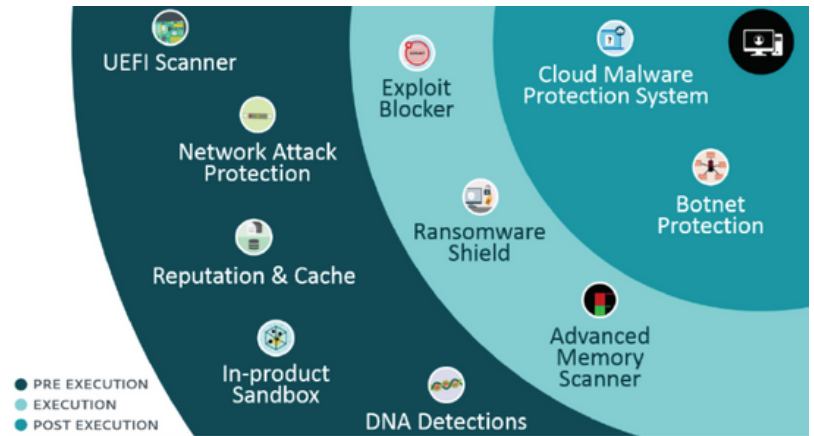 UEFI Scanner
Network Attack
Protection
Reputation & Cache
In-product
Sandbox
DNA Detections
Exploit
Blocker
Ransomware
Shield
Advanced
Memory
Scanner
Cloud Malware
Protection System
Botnet
Protection
PRE EXECUTION
EXECUTION
POST EXECUTION